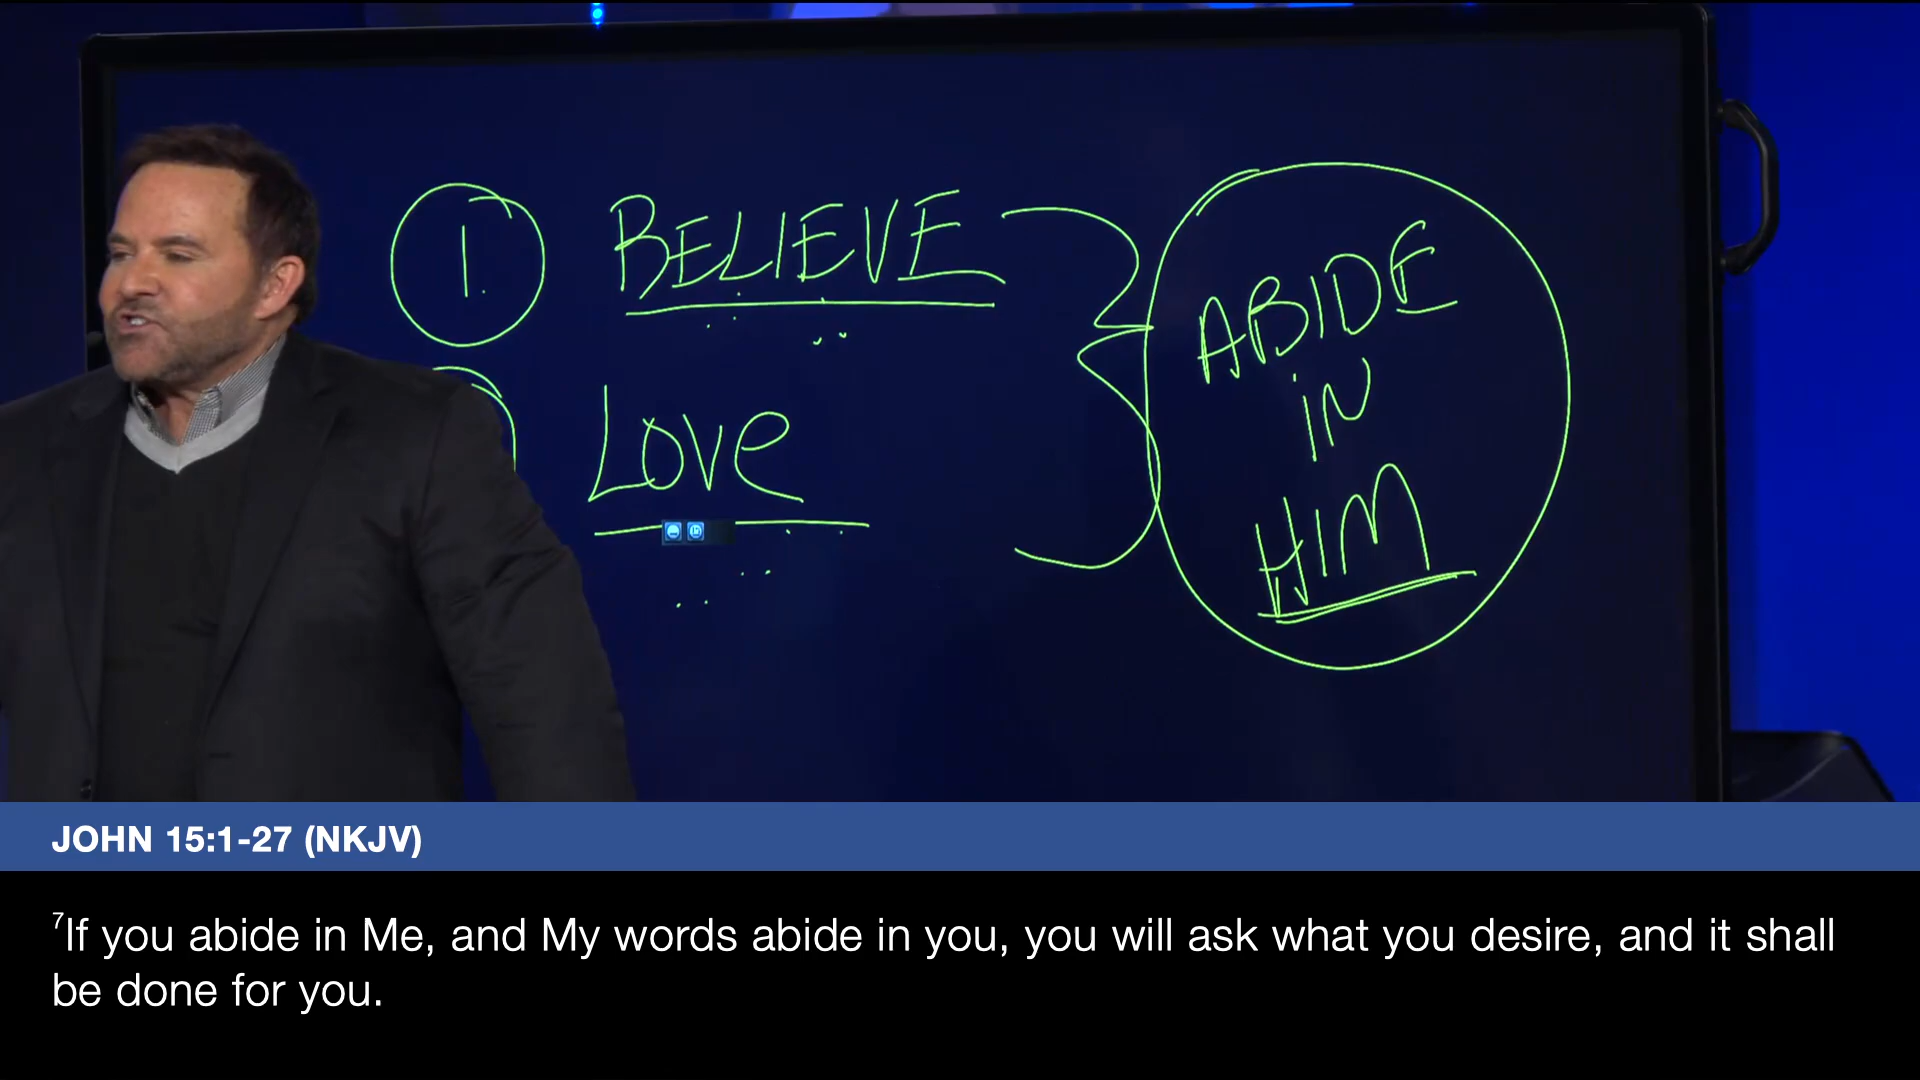 1. BELIEVE
LOVe
ABIDE
iN
HIM
JOHN 15:1-27 (NKJV)
7If you abide in Me, and My words abide in you, you will ask what you desire, and it shall
be done for you.